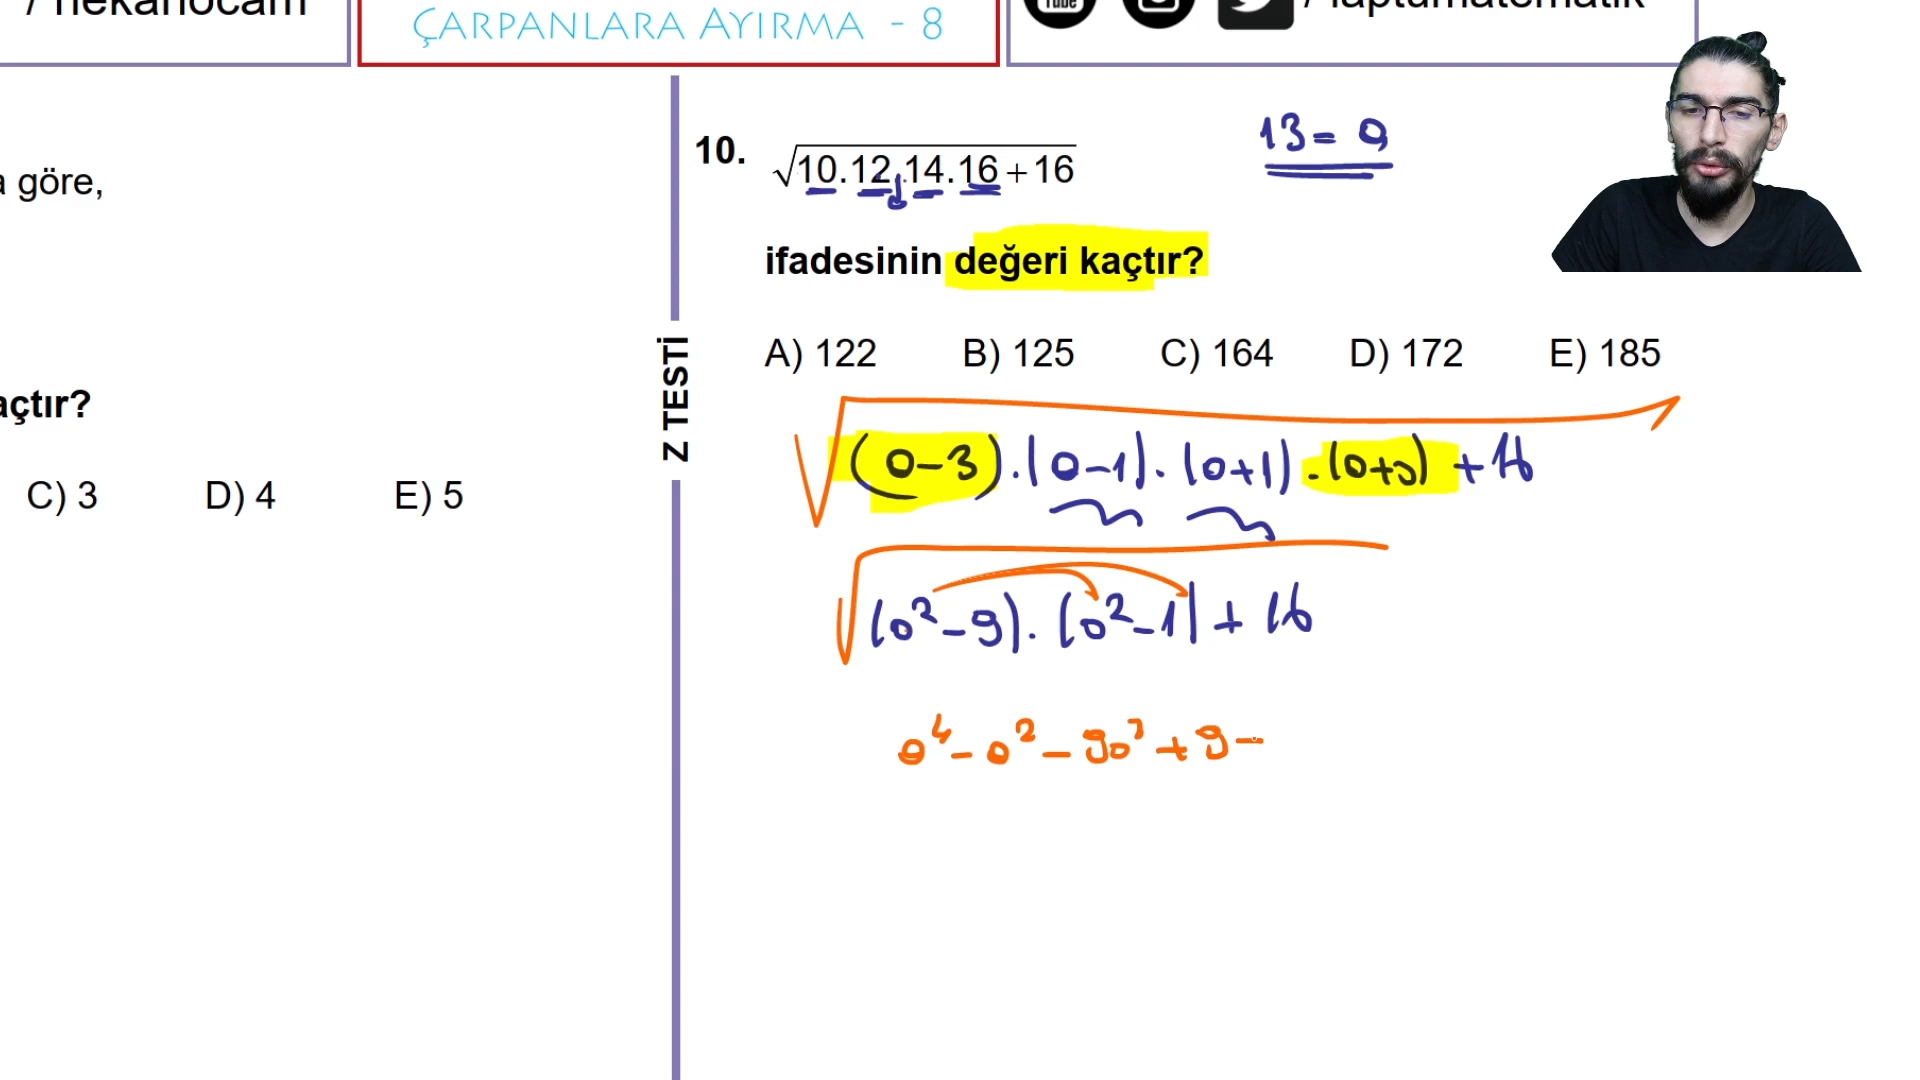 ÇARPANLARA AYIRMA - 8
a göre,
açtır?
C) 3 D) 4 E) 5
Z TESTİ
10. √10.12.14.16+16
13 = a
ifadesinin değeri kaçtır?
A) 122 B) 125 C) 164 D) 172 E) 185
√(a-3).(a-1).(a+1).(a+3)+16
√(a²-9).(a²-1)+16
a⁴-a²-9a²+9-